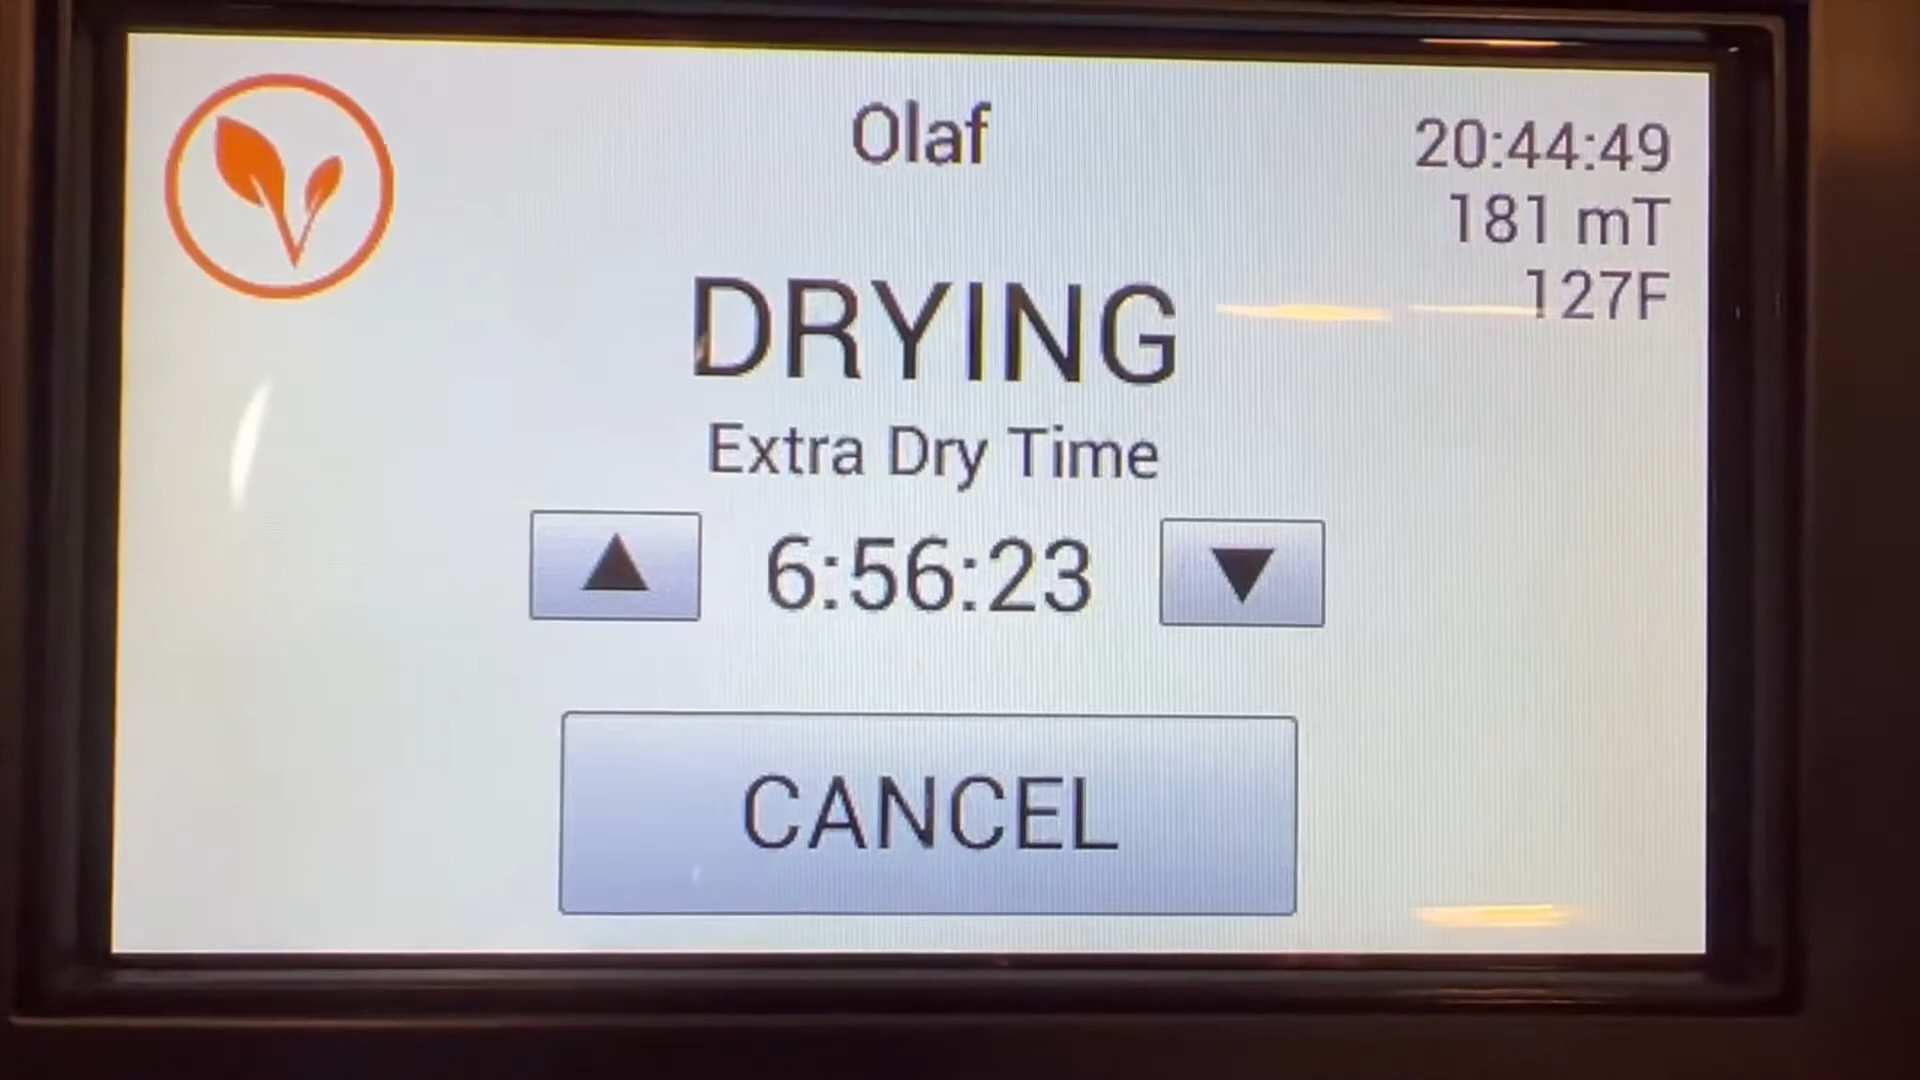 Olaf
20:44:49
181 mT
127F
DRYING
Extra Dry Time
6:56:23
CANCEL